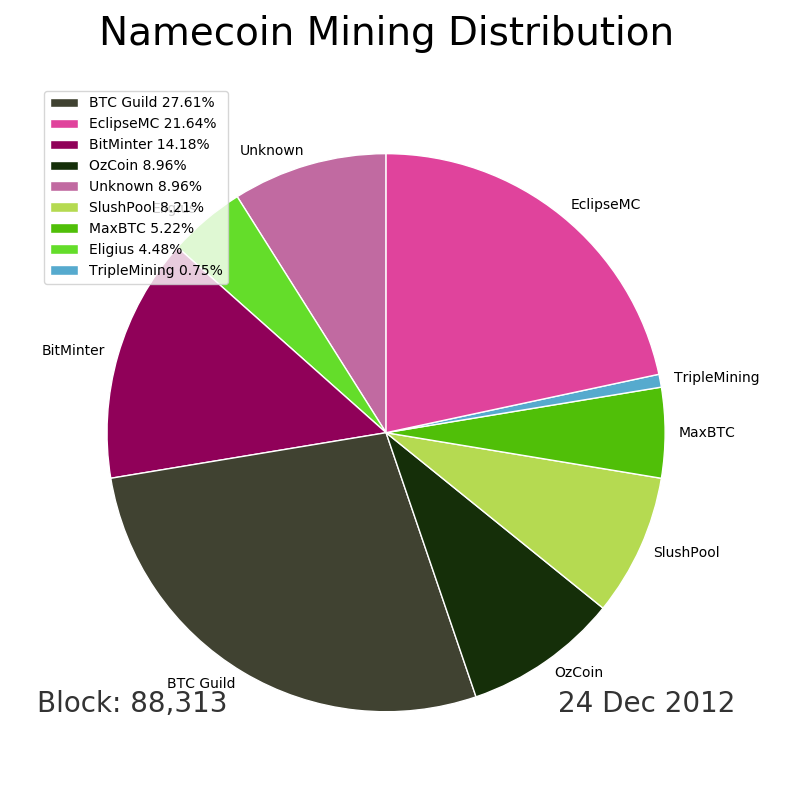 Namecoin Mining Distribution
BTC Guild 27.61%
EclipseMC 21.64%
BitMinter 14.18%
OzCoin 8.96%
Unknown 8.96%
SlushPool 8.21%
MaxBTC 5.22%
Eligius 4.48%
TripleMining 0.75%
Unknown
EclipseMC
TripleMining
MaxBTC
SlushPool
OzCoin
BTC Guild
BitMinter
Block: 88,313
24 Dec 2012